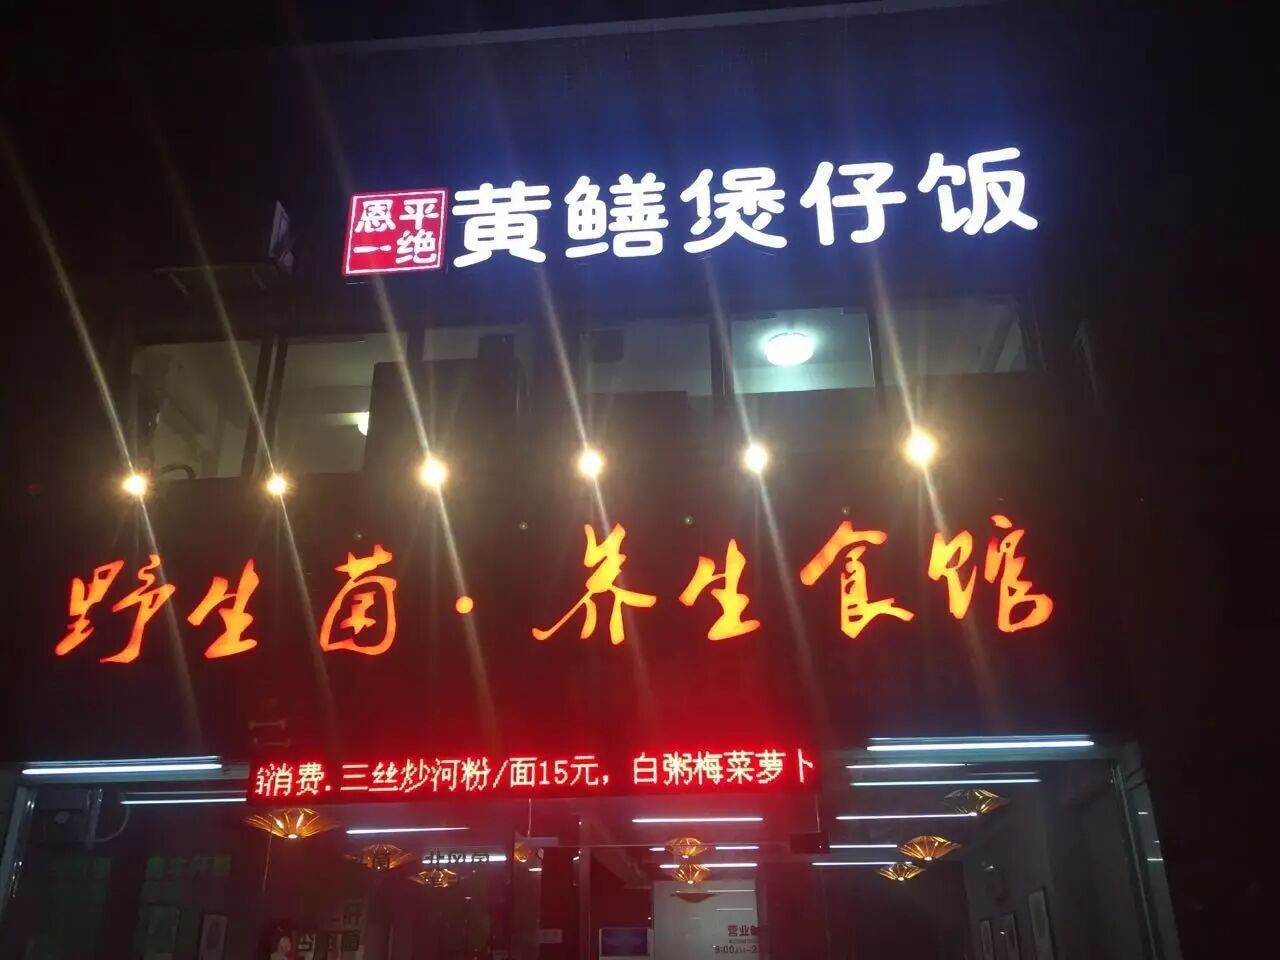 恩平
一绝
黄鳝煲仔饭
野生菌·养生食馆
消费.三丝炒河粉/面15元，白粥梅菜萝卜
营业